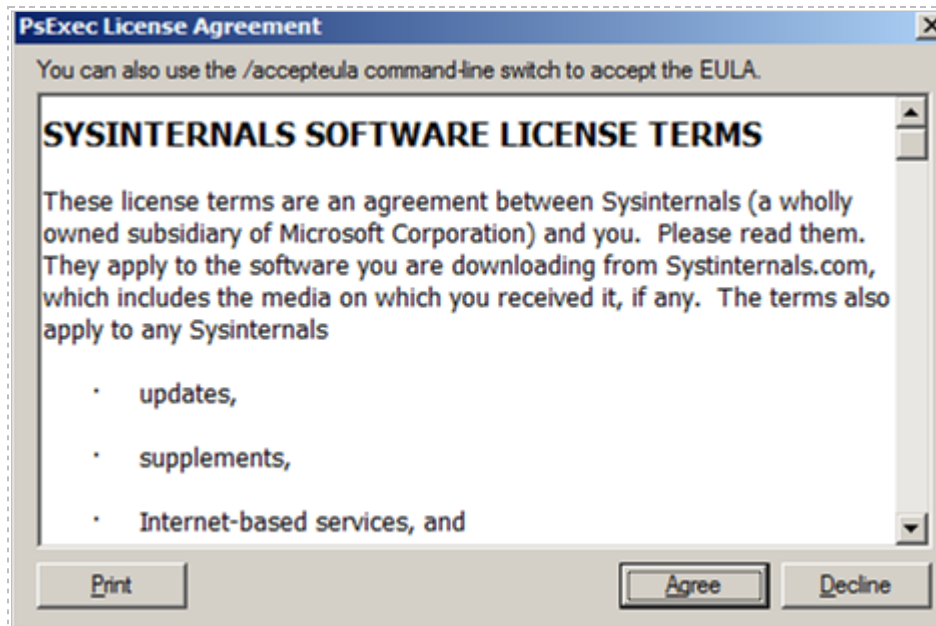 PsExec License Agreement
You can also use the /accepteula command-line switch to accept the EULA.
SYSINTERNALS SOFTWARE LICENSE TERMS
These license terms are an agreement between Sysinternals (a wholly
owned subsidiary of Microsoft Corporation) and you.  Please read them.
They apply to the software you are downloading from Systinternals.com,
which includes the media on which you received it, if any.  The terms also
apply to any Sysinternals
· updates,
· supplements,
· Internet-based services, and
Print Agree Decline